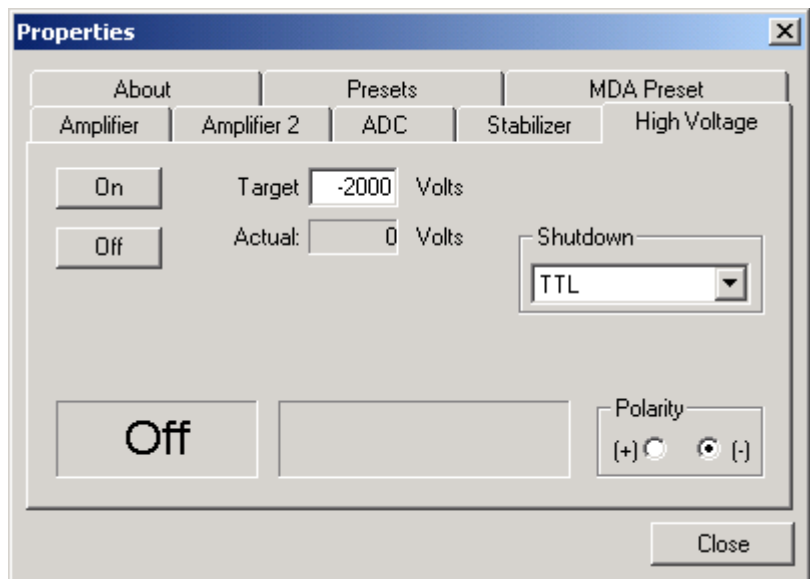 Properties
About Presets MDA Preset
Amplifier Amplifier 2 ADC Stabilizer High Voltage
On Target -2000 Volts
Off Actual: 0 Volts
Shutdown
TTL
Off
Polarity
(+) (-)
Close